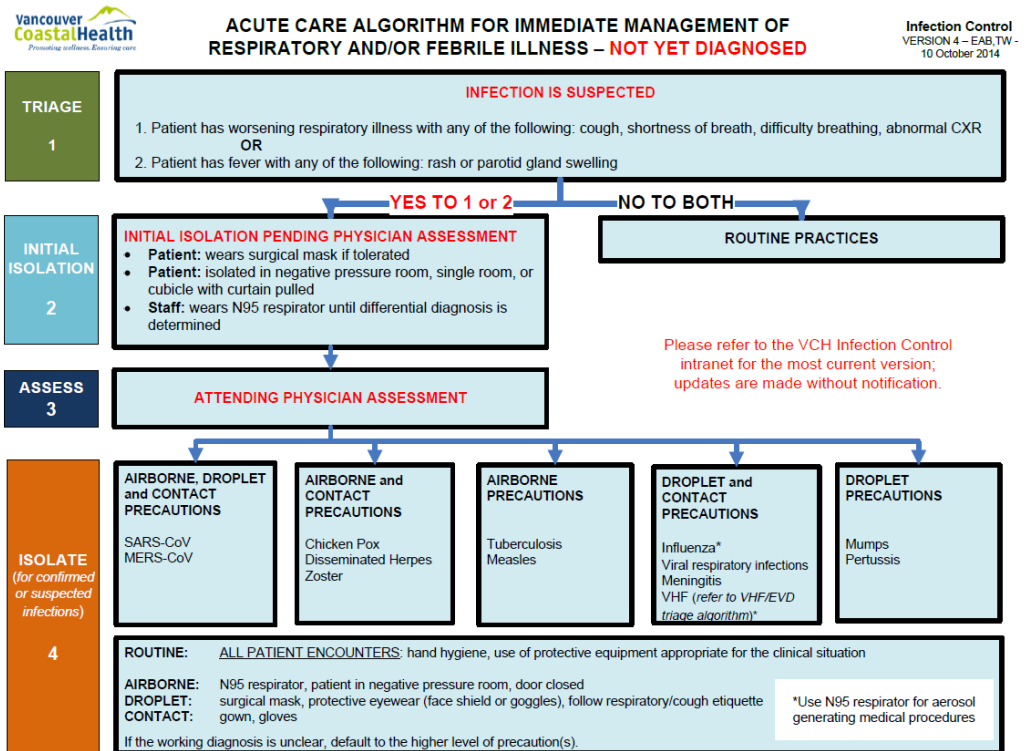 Vancouver
CoastalHealth
Promoting wellness. Ensuring care
ACUTE CARE ALGORITHM FOR IMMEDIATE MANAGEMENT OF
RESPIRATORY AND/OR FEBRILE ILLNESS – NOT YET DIAGNOSED
Infection Control
VERSION 4 – EAB,TW -
10 October 2014
TRIAGE
1
INFECTION IS SUSPECTED
1. Patient has worsening respiratory illness with any of the following: cough, shortness of breath, difficulty breathing, abnormal CXR
OR
2. Patient has fever with any of the following: rash or parotid gland swelling
YES TO 1 or 2
NO TO BOTH
INITIAL
ISOLATION
2
INITIAL ISOLATION PENDING PHYSICIAN ASSESSMENT
• Patient: wears surgical mask if tolerated
• Patient: isolated in negative pressure room, single room, or
cubicle with curtain pulled
• Staff: wears N95 respirator until differential diagnosis is
determined
ROUTINE PRACTICES
Please refer to the VCH Infection Control
intranet for the most current version;
updates are made without notification.
ASSESS
3
ATTENDING PHYSICIAN ASSESSMENT
ISOLATE
(for confirmed
or suspected
infections)
4
AIRBORNE, DROPLET
and CONTACT
PRECAUTIONS
SARS-CoV
MERS-CoV
AIRBORNE and
CONTACT
PRECAUTIONS
Chicken Pox
Disseminated Herpes
Zoster
AIRBORNE
PRECAUTIONS
Tuberculosis
Measles
DROPLET and
CONTACT
PRECAUTIONS
Influenza*
Viral respiratory infections
Meningitis
VHF (refer to VHF/EVD
triage algorithm)*
DROPLET
PRECAUTIONS
Mumps
Pertussis
ROUTINE: ALL PATIENT ENCOUNTERS: hand hygiene, use of protective equipment appropriate for the clinical situation
AIRBORNE: N95 respirator, patient in negative pressure room, door closed
DROPLET: surgical mask, protective eyewear (face shield or goggles), follow respiratory/cough etiquette
CONTACT: gown, gloves
If the working diagnosis is unclear, default to the higher level of precaution(s).
*Use N95 respirator for aerosol
generating medical procedures